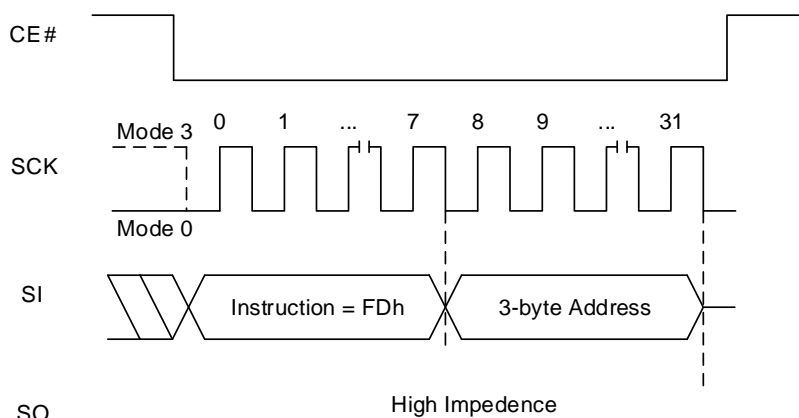 CE#
Mode 3
0 1 ... 7 8 9 ... 31
SCK
Mode 0
SI
Instruction = FDh
3-byte Address
High Impedence
SO